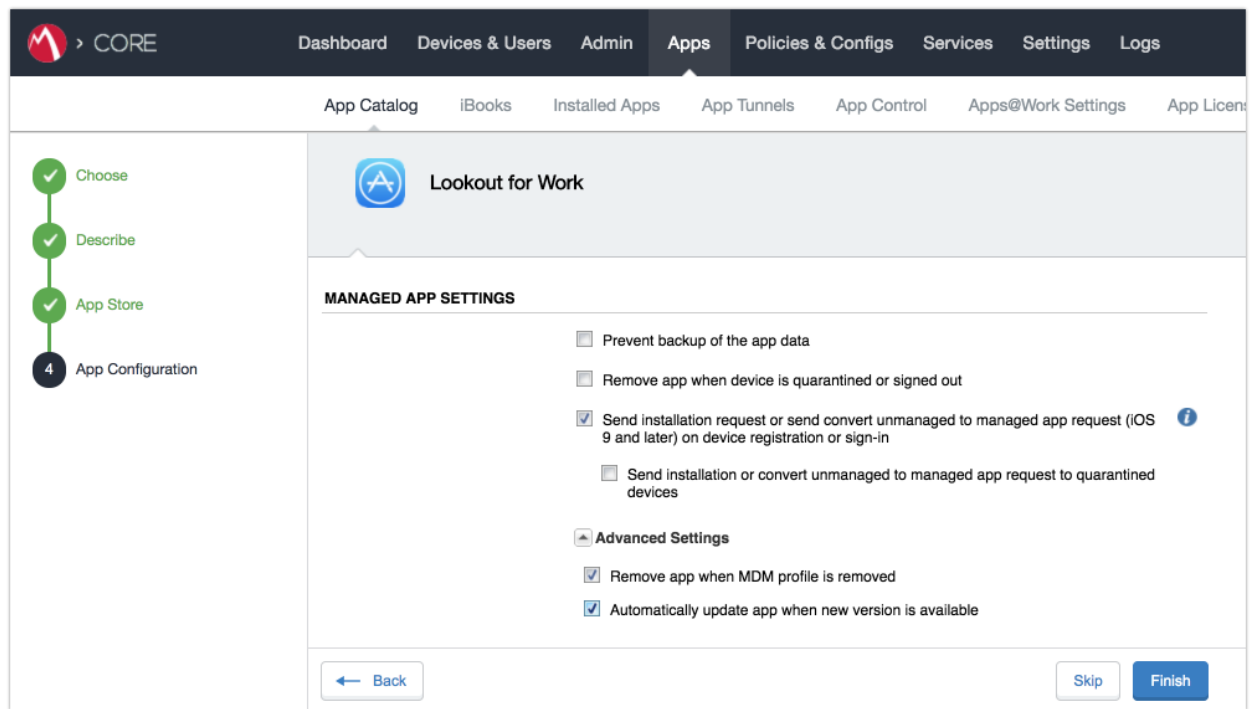 CORE Dashboard Devices & Users Admin Apps Policies & Configs Services Settings Logs
App Catalog iBooks Installed Apps App Tunnels App Control Apps@Work Settings App Licens
Choose
Describe
App Store
4 App Configuration
Lookout for Work
MANAGED APP SETTINGS
Prevent backup of the app data
Remove app when device is quarantined or signed out
Send installation request or send convert unmanaged to managed app request (iOS
9 and later) on device registration or sign-in
Send installation or convert unmanaged to managed app request to quarantined
devices
Advanced Settings
Remove app when MDM profile is removed
Automatically update app when new version is available
Back Skip Finish